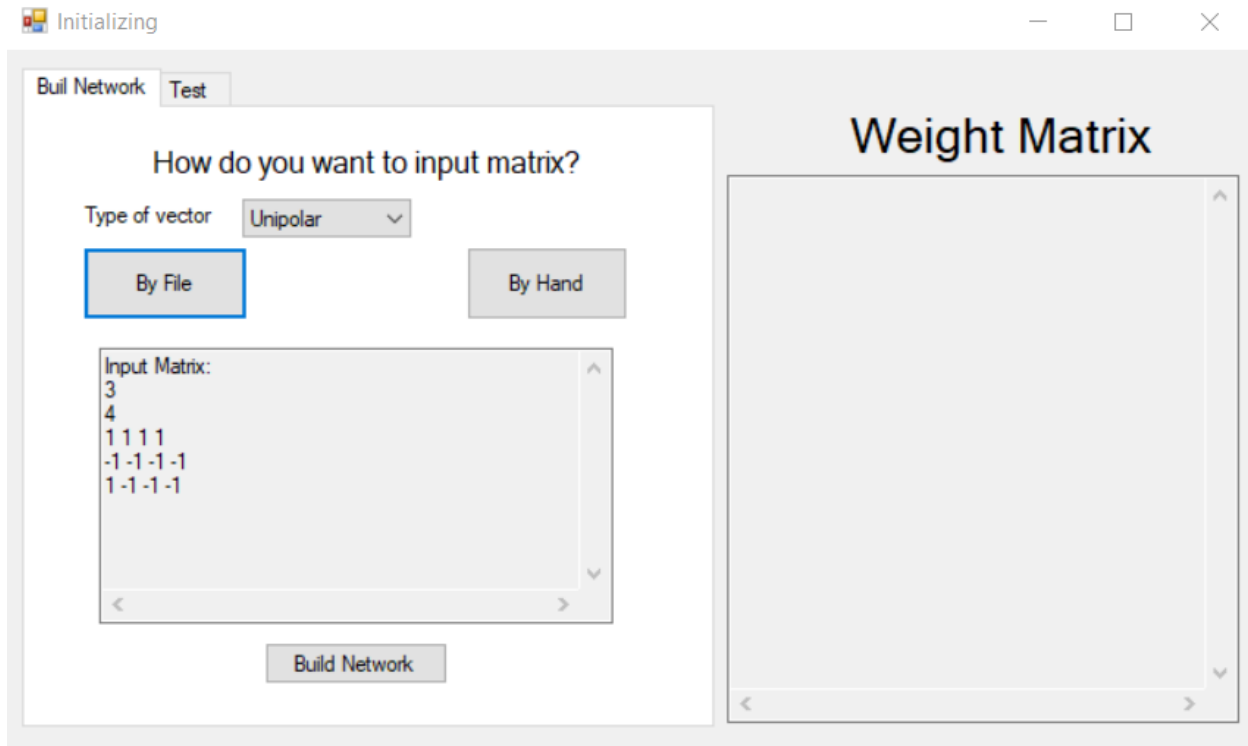 Initializing
Buil Network
Test
How do you want to input matrix?
Type of vector
Unipolar
By File
By Hand
Input Matrix:
3
4
1 1 1 1
-1 -1 -1 -1
1 -1 -1 -1
Build Network
Weight Matrix